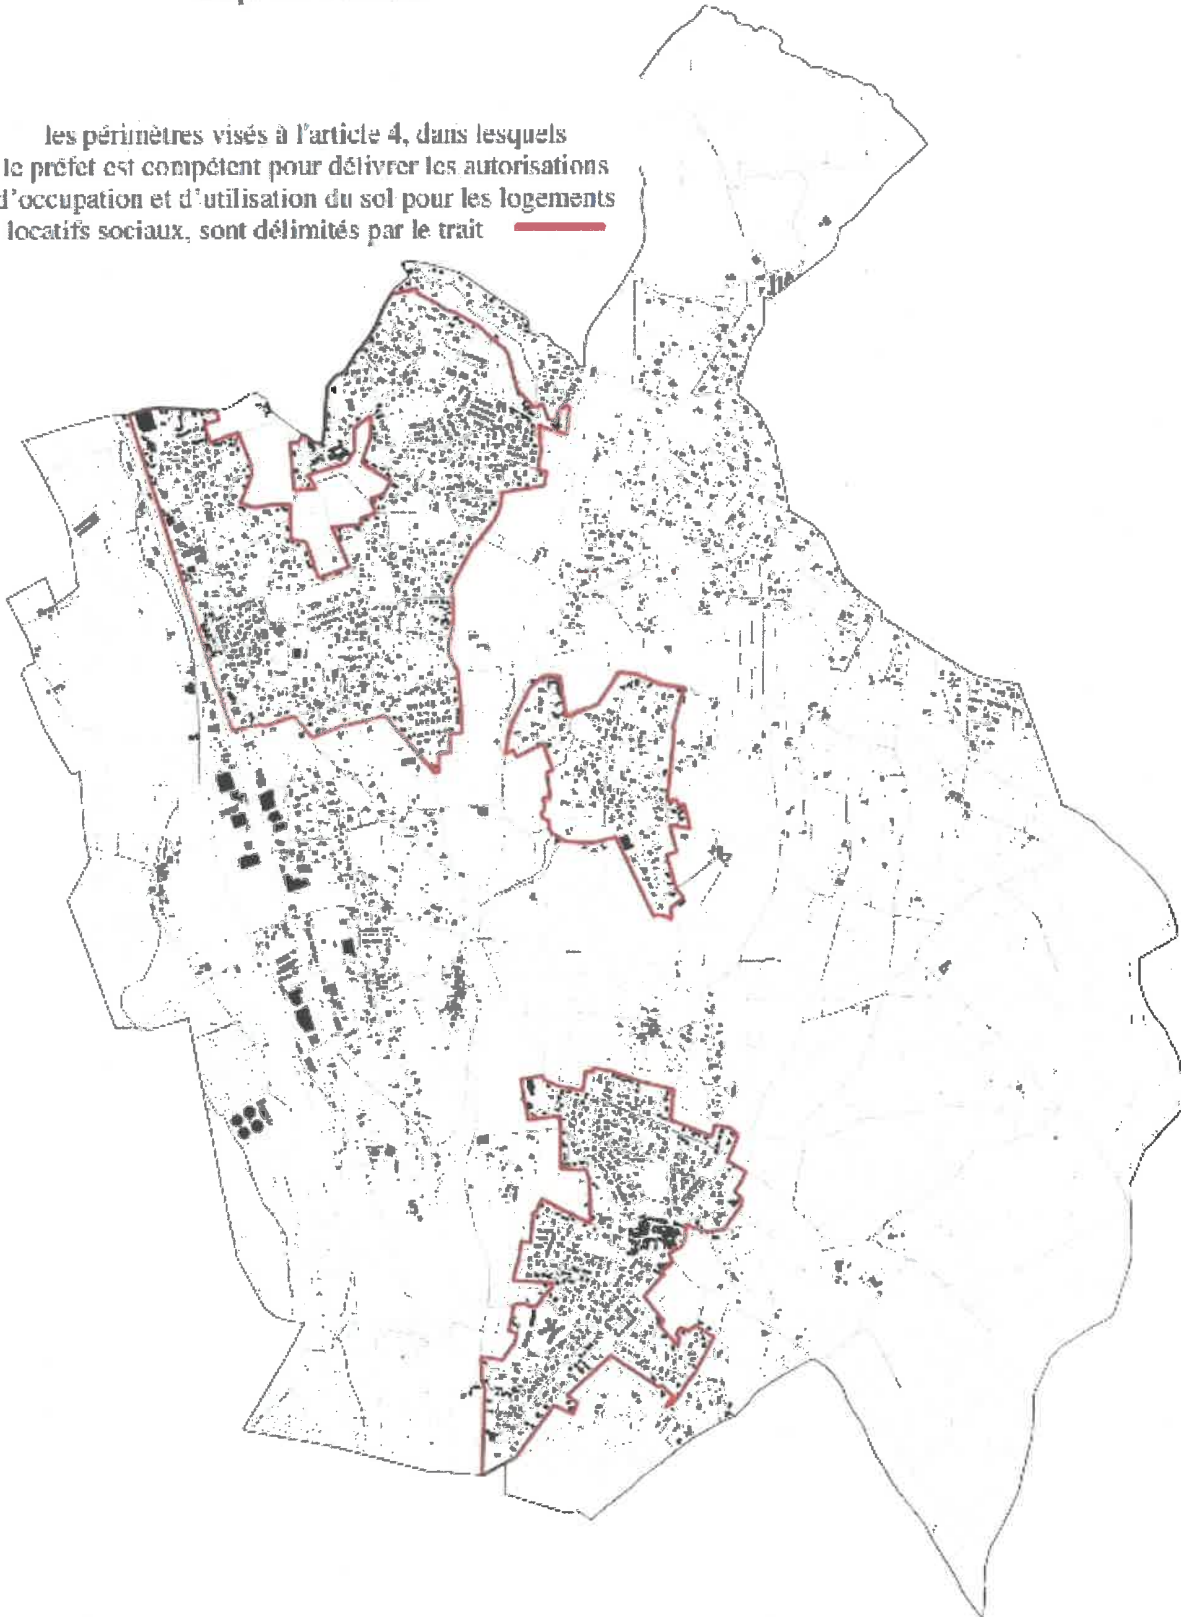 les périmètres visés à l'article 4, dans lesquels
le préfet est compétent pour délivrer les autorisations
d'occupation et d'utilisation du sol pour les logements
locatifs sociaux, sont délimités par le trait